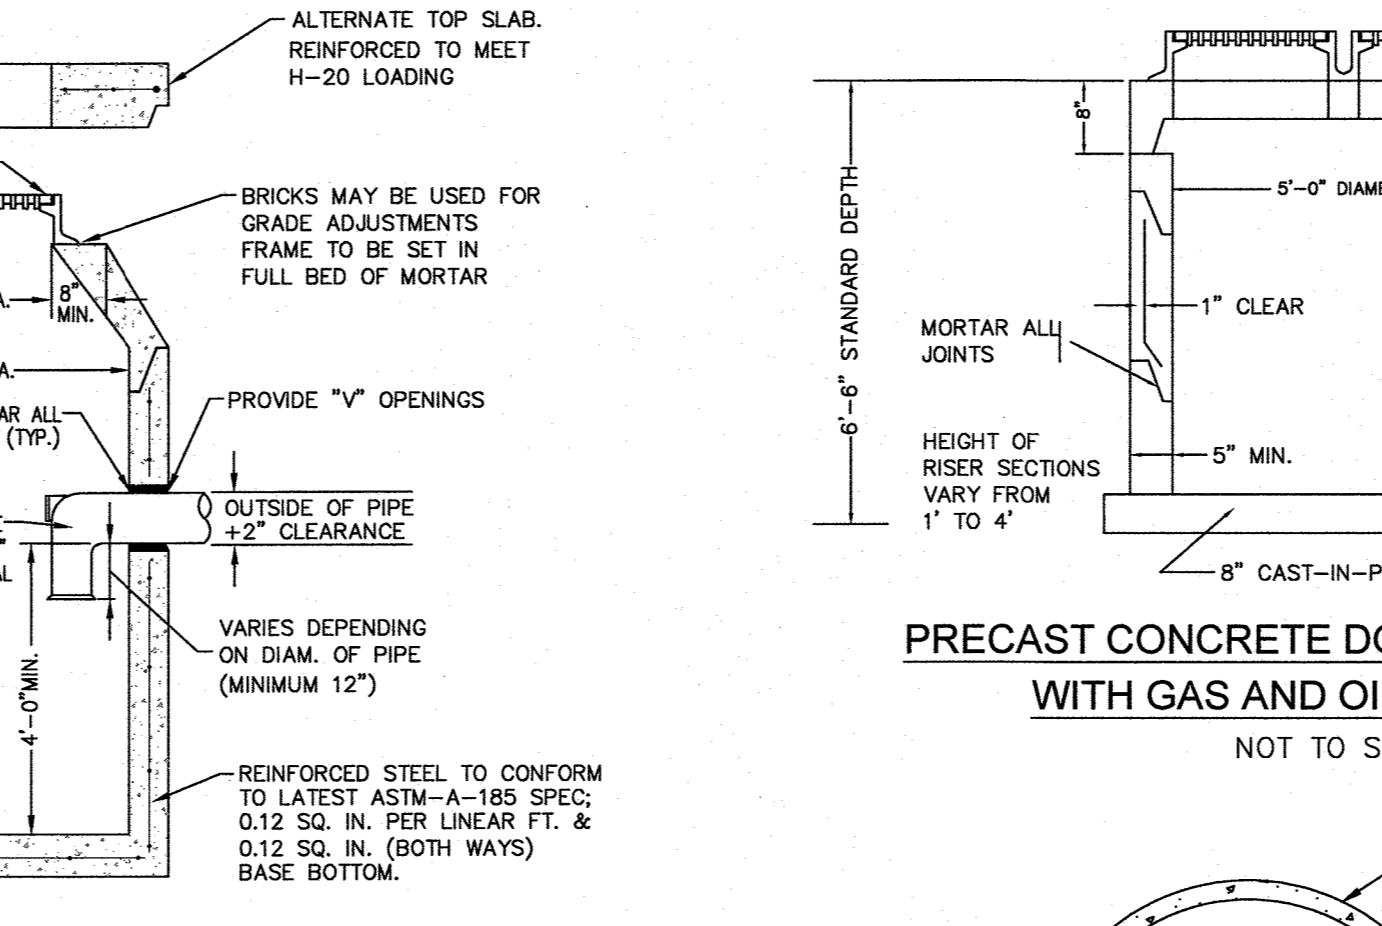 ALTERNATE TOP SLAB.
REINFORCED TO MEET
H-20 LOADING
BRICKS MAY BE USED FOR
GRADE ADJUSTMENTS
FRAME TO BE SET IN
FULL BED OF MORTAR
A.
8"
MIN.
A.
AR ALL
(TYP.)
PROVIDE "V" OPENINGS
OUTSIDE OF PIPE
+2" CLEARANCE
E
"
AL
4'-0"MIN.
VARIES DEPENDING
ON DIAM. OF PIPE
(MINIMUM 12")
REINFORCED STEEL TO CONFORM
TO LATEST ASTM-A-185 SPEC;
0.12 SQ. IN. PER LINEAR FT. &
0.12 SQ. IN. (BOTH WAYS)
BASE BOTTOM.
8"
6'-6" STANDARD DEPTH
5'-0" DIAME
1" CLEAR
MORTAR ALL
JOINTS
5" MIN.
HEIGHT OF
RISER SECTIONS
VARY FROM
1' TO 4'
8" CAST-IN-P
PRECAST CONCRETE DO
WITH GAS AND OI
NOT TO S